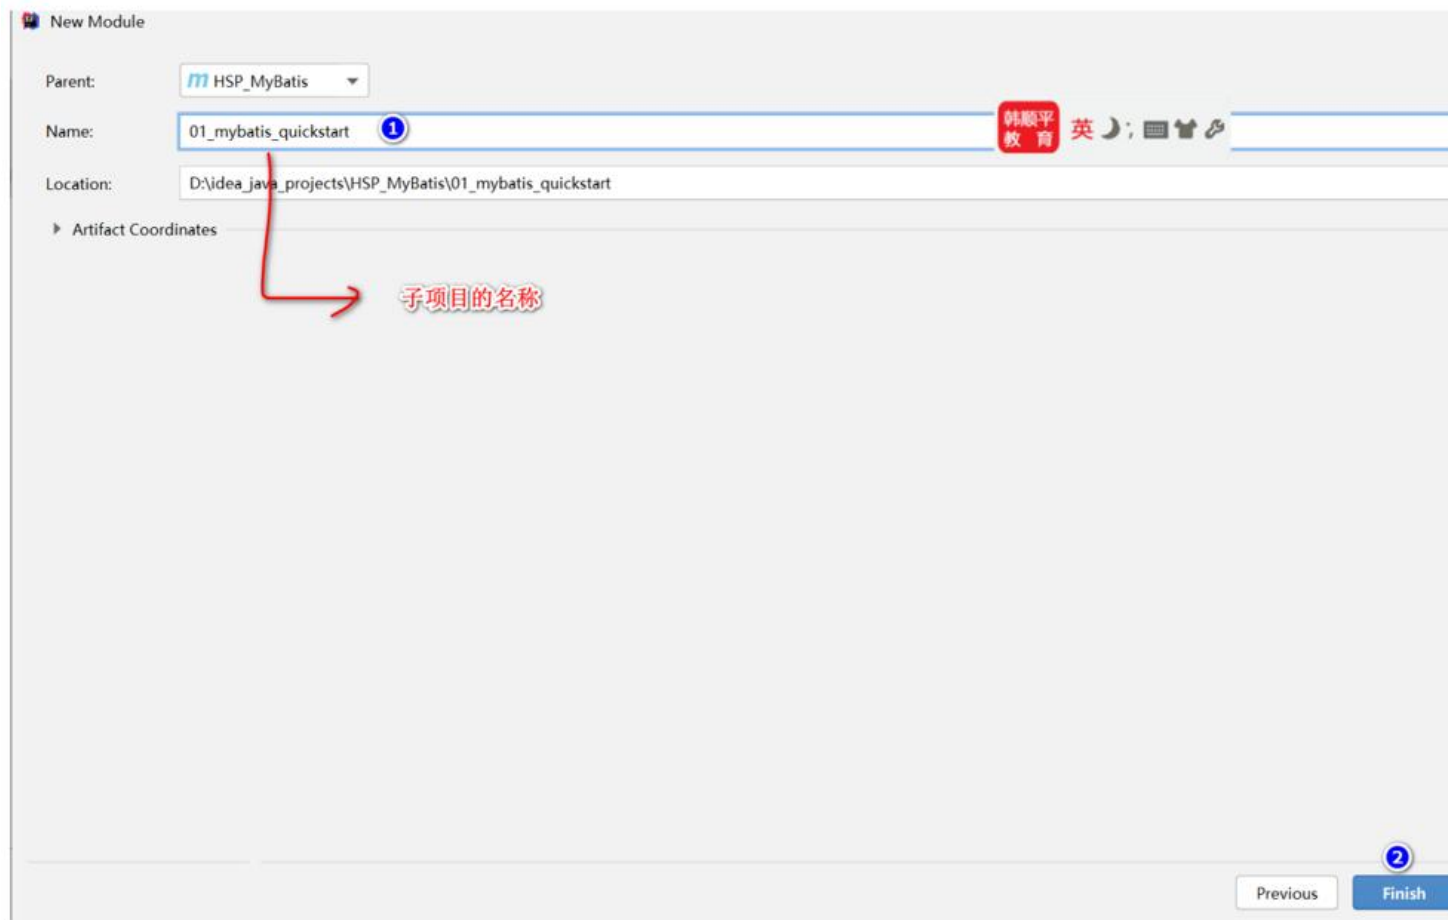 New Module
Parent:
m HSP_MyBatis
Name:
01_mybatis_quickstart
1
韩顺平
教 育
英
Location:
D:\idea_java_projects\HSP_MyBatis\01_mybatis_quickstart
Artifact Coordinates
子项目的名称
2
Previous
Finish